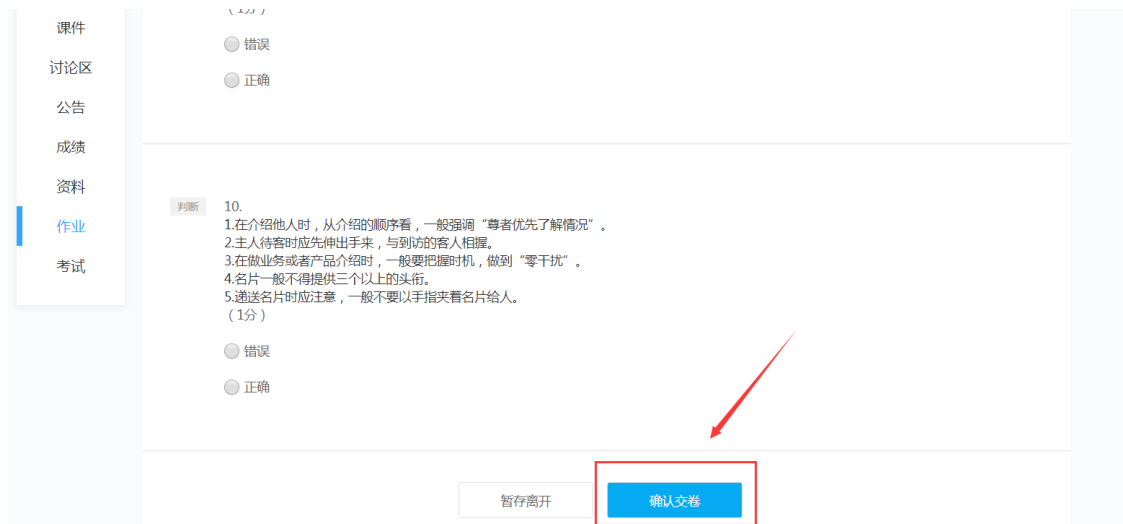 课件
讨论区
公告
成绩
资料
作业
考试
（1分）
错误
正确
判断
10.
1.在介绍他人时，从介绍的顺序看，一般强调“尊者优先了解情况”。
2.主人待客时应先伸出手来，与到访的客人相握。
3.在做业务或者产品介绍时，一般要把握时机，做到“零干扰”。
4.名片一般不得提供三个以上的头衔。
5.递送名片时应注意，一般不要以手指夹着名片给人。
（1分）
错误
正确
暂存离开
确认交卷